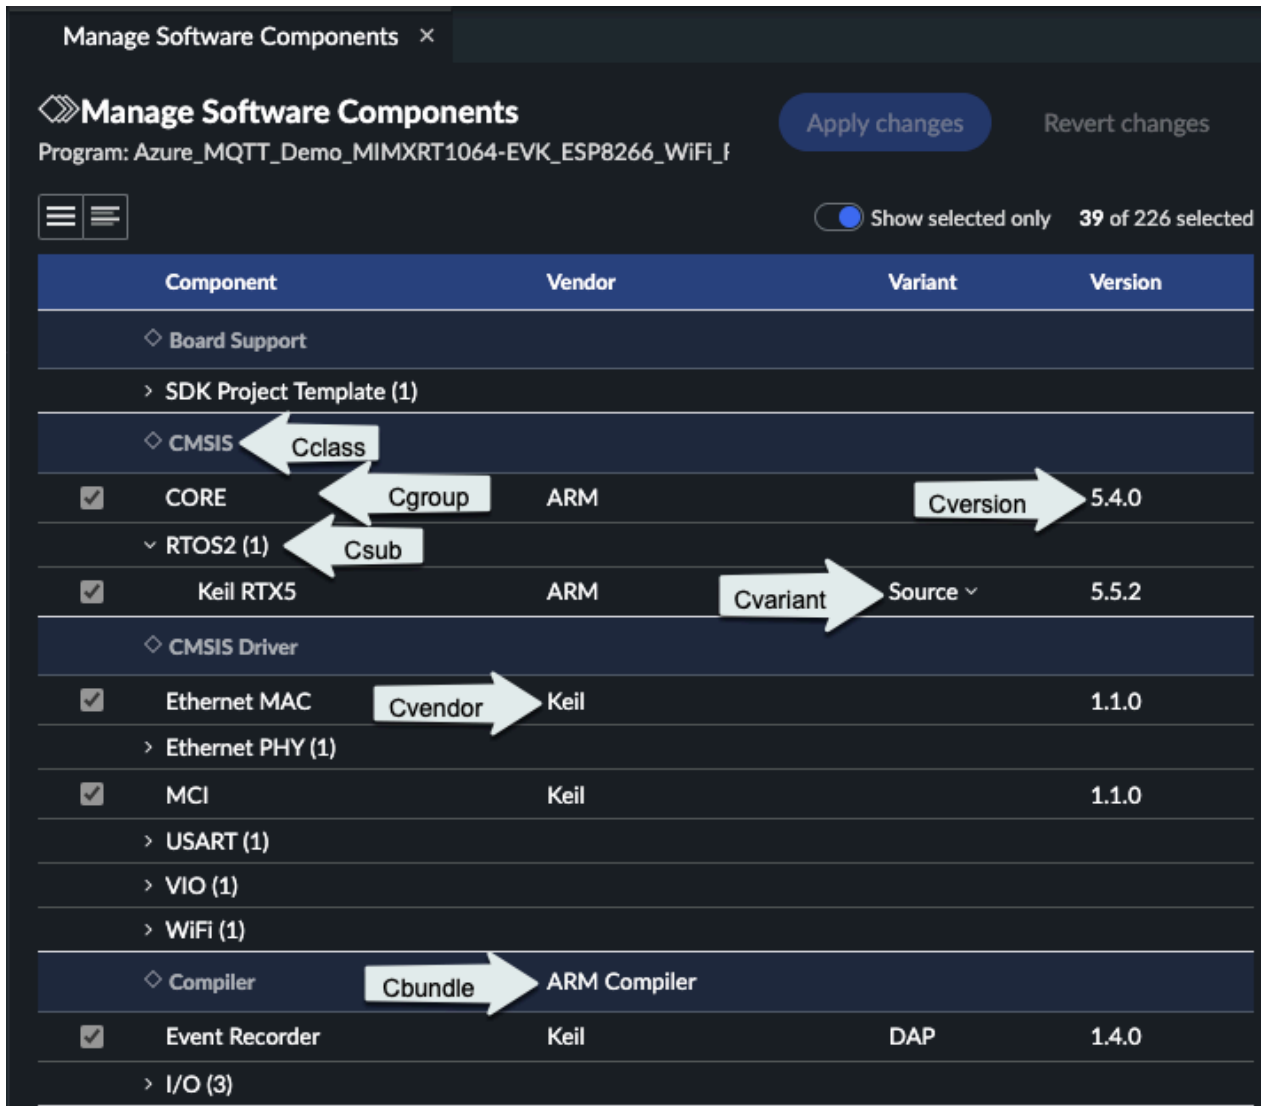 Manage Software Components ×
Manage Software Components
Apply changes Revert changes
Program: Azure_MQTT_Demo_MIMXRT1064-EVK_ESP8266_WiFi_
Show selected only 39 of 226 selected
Component Vendor Variant Version
Board Support
SDK Project Template (1)
CMSIS Cclass
CORE Cgroup ARM Cversion 5.4.0
RTOS2 (1) Csub
Keil RTX5 ARM Cvariant Source 5.5.2
CMSIS Driver
Ethernet MAC Cvendor Keil 1.1.0
Ethernet PHY (1)
MCI Keil 1.1.0
USART (1)
VIO (1)
WiFi (1)
Compiler Cbundle ARM Compiler
Event Recorder Keil DAP 1.4.0
I/O (3)